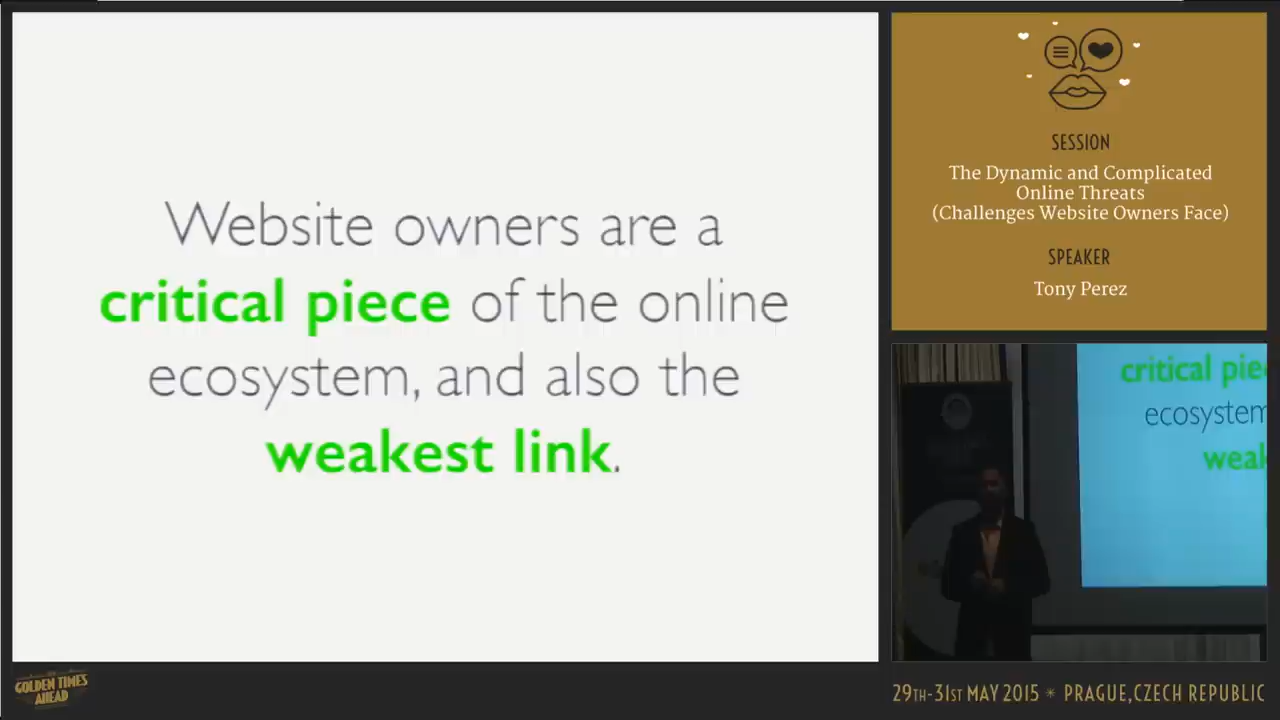 Website owners are a
critical piece of the online
ecosystem, and also the
weakest link.
SESSION
The Dynamic and Complicated
Online Threats
(Challenges Website Owners Face)
SPEAKER
Tony Perez
critical pie
ecosystem
weak
GOLDEN TIMES
AHEAD
29TH-31ST MAY 2015 * PRAGUE, CZECH REPUBLIC